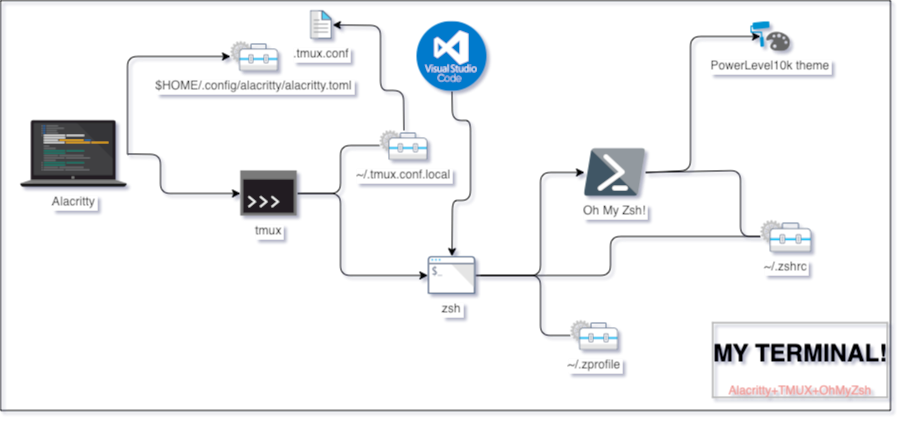 .tmux.conf
Visual Studio
Code
PowerLevel10k theme
$HOME/.config/alacritty/alacritty.toml
~/.tmux.conf.local
Alacritty
>>>
tmux
Oh My Zsh!
~/.zshrc
$_
zsh
~/.zprofile
MY TERMINAL!
Alacritty+TMUX+OhMyZsh